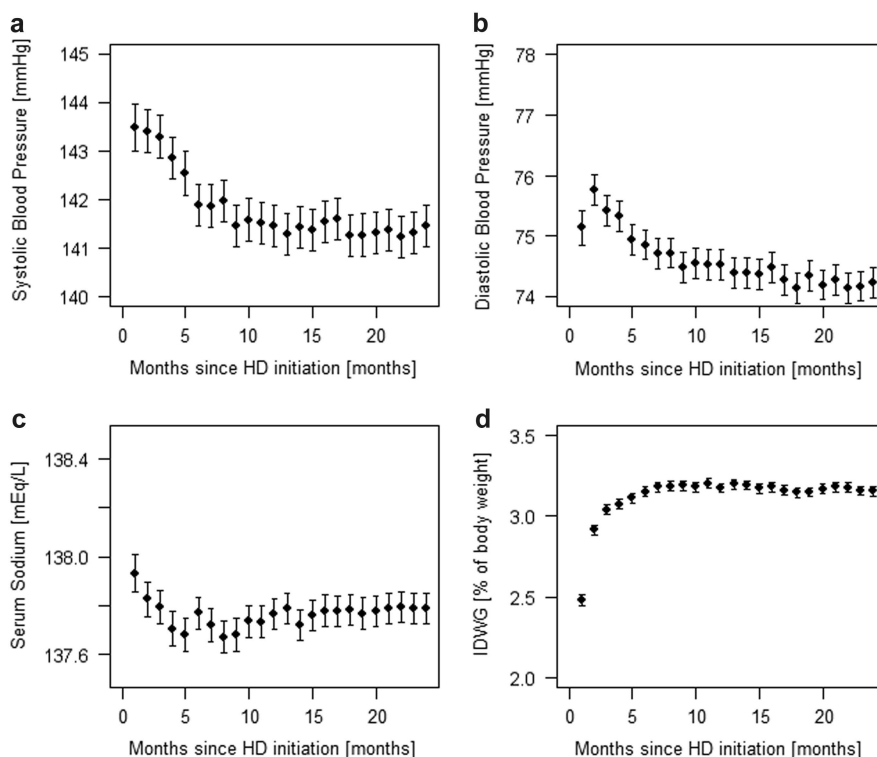 a
Systolic Blood Pressure [mmHg]
145
144
143
142
141
140
0 5 10 15 20
Months since HD initiation [months]
b
Diastolic Blood Pressure [mmHg]
78
77
76
75
74
0 5 10 15 20
Months since HD initiation [months]
c
Serum Sodium [mEq/L]
138.4
138.0
137.6
0 5 10 15 20
Months since HD initiation [months]
d
IDWG [% of body weight]
3.5
3.0
2.5
2.0
0 5 10 15 20
Months since HD initiation [months]